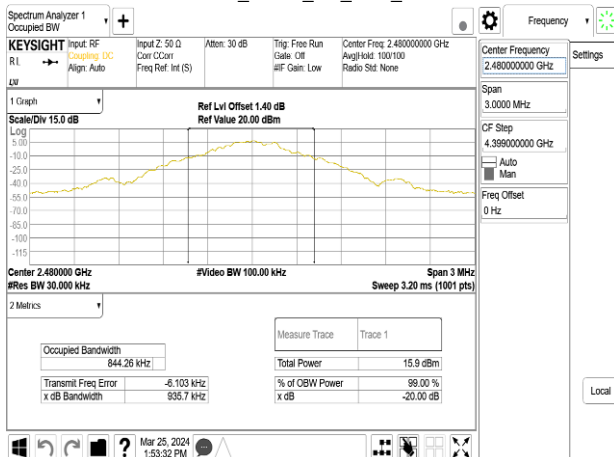 Spectrum Analyzer 1
Occupied BW
Frequency
KEYSIGHT
Input: RF
Coupling: DC
Align: Auto
Input Z: 50 Ω
Corr CCorr
Freq Ref: Int (S)
Atten: 30 dB
Trig: Free Run
Gate: Off
#IF Gain: Low
Center Freq: 2.480000000 GHz
Avg|Hold: 100/100
Radio Std: None
Center Frequency
2.480000000 GHz
Settings
Span
3.0000 MHz
CF Step
4.399000000 GHz
Auto
Man
Freq Offset
0 Hz
1 Graph
Scale/Div 15.0 dB
Ref Lvl Offset 1.40 dB
Ref Value 20.00 dBm
Log
5.00
-10.0
-25.0
-40.0
-55.0
-70.0
-85.0
-100
-115
Center 2.480000 GHz
#Video BW 100.00 kHz
Span 3 MHz
#Res BW 30.000 kHz
Sweep 3.20 ms (1001 pts)
2 Metrics
Measure Trace
Trace 1
Occupied Bandwidth
844.26 kHz
Total Power
15.9 dBm
Transmit Freq Error
-6.103 kHz
% of OBW Power
99.00 %
x dB Bandwidth
935.7 kHz
x dB
-20.00 dB
Local
Mar 25, 2024
1:53:32 PM